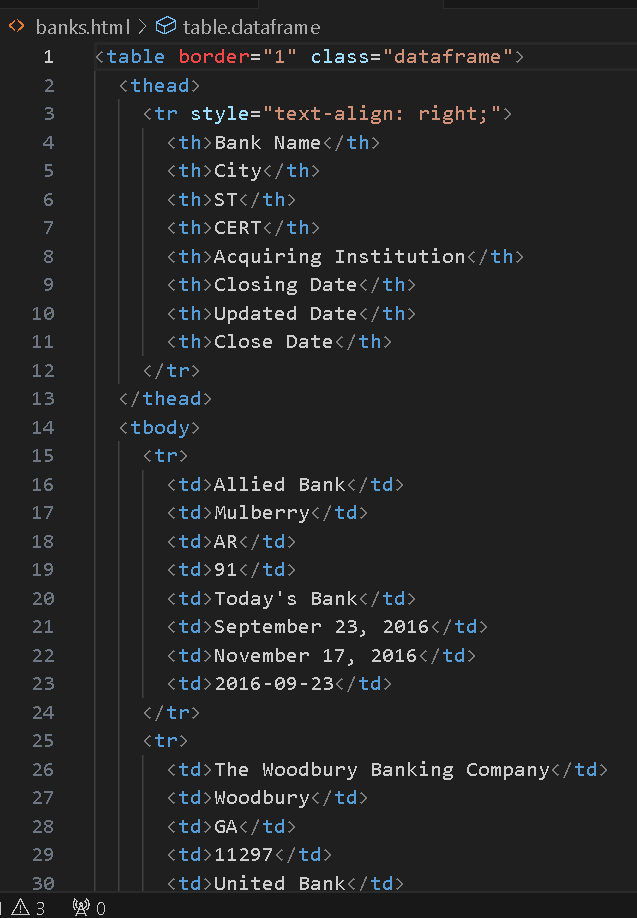 banks.html > table.dataframe
1 <table border="1" class="dataframe">
2 <thead>
3 <tr style="text-align: right;">
4 <th>Bank Name</th>
5 <th>City</th>
6 <th>ST</th>
7 <th>CERT</th>
8 <th>Acquiring Institution</th>
9 <th>Closing Date</th>
10 <th>Updated Date</th>
11 <th>Close Date</th>
12 </tr>
13 </thead>
14 <tbody>
15 <tr>
16 <td>Allied Bank</td>
17 <td>Mulberry</td>
18 <td>AR</td>
19 <td>91</td>
20 <td>Today's Bank</td>
21 <td>September 23, 2016</td>
22 <td>November 17, 2016</td>
23 <td>2016-09-23</td>
24 </tr>
25 <tr>
26 <td>The Woodbury Banking Company</td>
27 <td>Woodbury</td>
28 <td>GA</td>
29 <td>11297</td>
30 <td>United Bank</td>
3 0